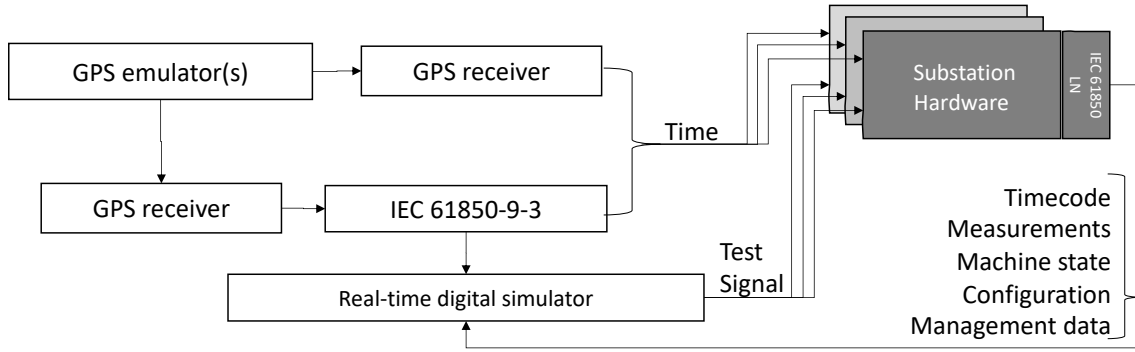 GPS emulator(s)
GPS receiver
Substation
Hardware
IEC 61850
LN
Time
GPS receiver
IEC 61850-9-3
Test
Signal
Real-time digital simulator
Timecode
Measurements
Machine state
Configuration
Management data